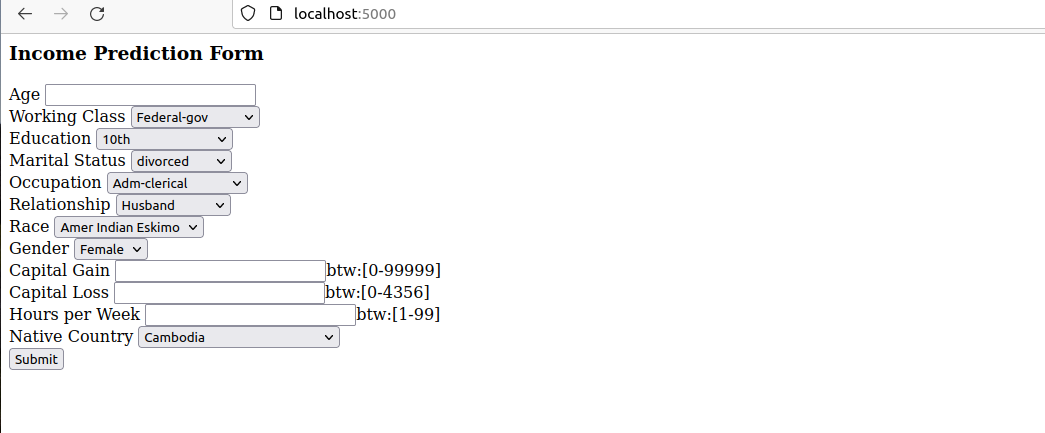 localhost:5000
Income Prediction Form
Age
Working Class Federal-gov
Education 10th
Marital Status divorced
Occupation Adm-clerical
Relationship Husband
Race Amer Indian Eskimo
Gender Female
Capital Gain btw:[0-99999]
Capital Loss btw:[0-4356]
Hours per Week btw:[1-99]
Native Country Cambodia
Submit